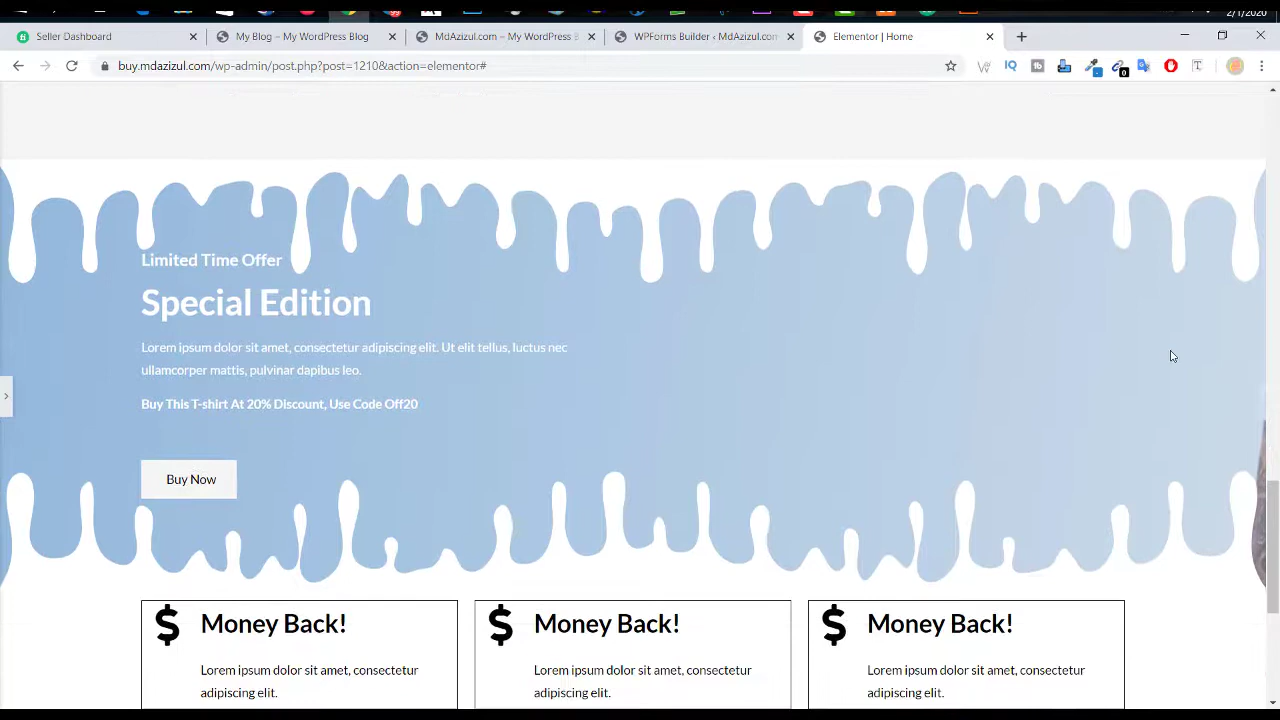 2/1/2020
Seller Dashboard
My Blog – My WordPress Blog
MdAzizul.com – My WordPress B
WPForms Builder ‹ MdAzizul.com
Elementor | Home
buy.mdazizul.com/wp-admin/post.php?post=1210&action=elementor#
Limited Time Offer
Special Edition
Lorem ipsum dolor sit amet, consectetur adipiscing elit. Ut elit tellus, luctus nec
ullamcorper mattis, pulvinar dapibus leo.
Buy This T-shirt At 20% Discount, Use Code Off20
Buy Now
$ Money Back!
Lorem ipsum dolor sit amet, consectetur
adipiscing elit.
$ Money Back!
Lorem ipsum dolor sit amet, consectetur
adipiscing elit.
$ Money Back!
Lorem ipsum dolor sit amet, consectetur
adipiscing elit.